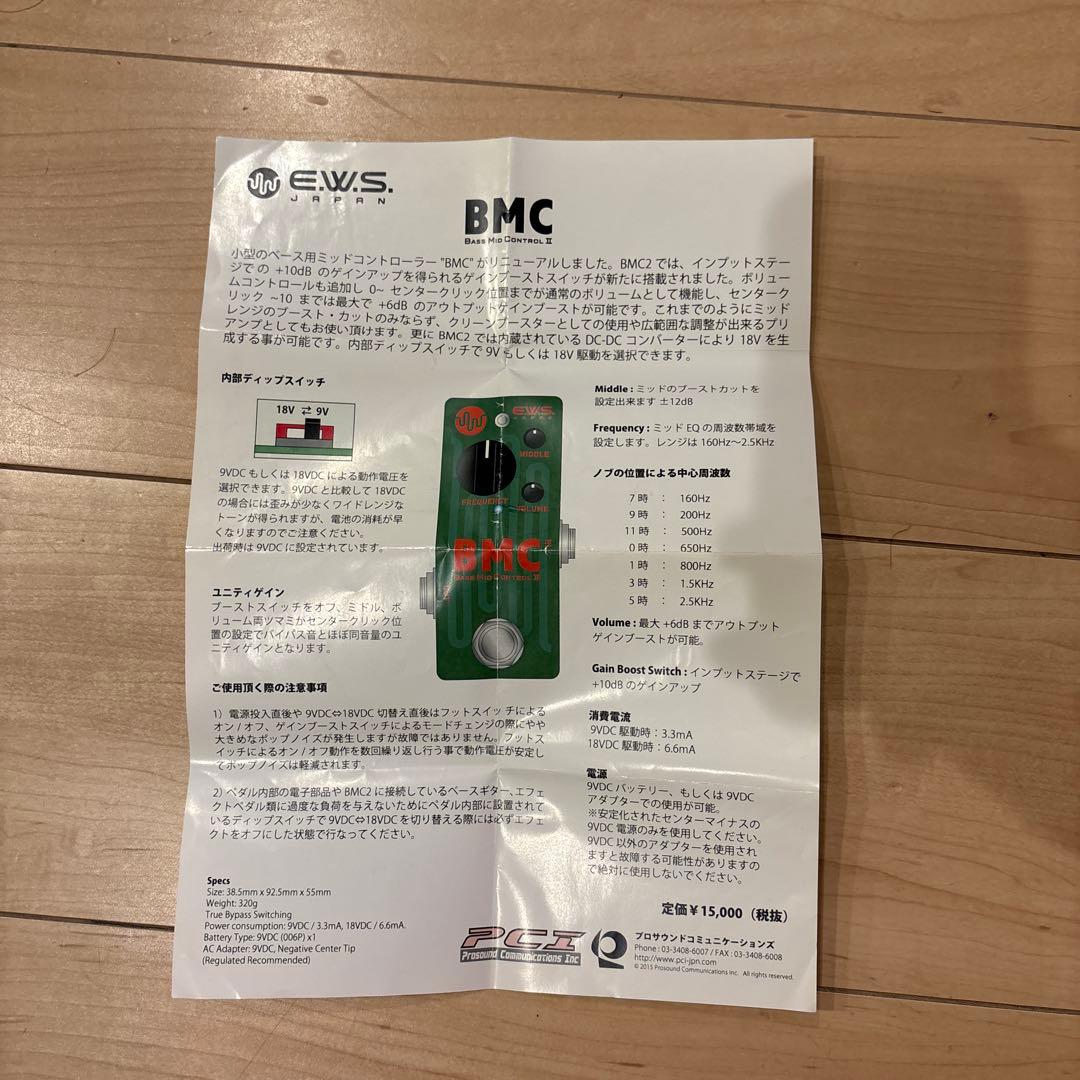 E.W.S.
JAPAN
BMC
BASS MID CONTROL II
小型のベース用ミッドコントローラー "BMC" がリニューアルしました。BMC2 では、インプットステー
ジでの +10dB のゲインアップを得られるゲインブーストスイッチが新たに搭載されました。ボリュー
ムコントロールも追加し 0~ センタークリック位置までが通常のボリュームとして機能し、センターク
リック ~10 までは最大で +6dB のアウトプットゲインブーストが可能です。これまでのようにミッド
レンジのブースト・カットのみならず、クリーンブースターとしての使用や広範囲な調整が出来るプリ
アンプとしてもお使い頂けます。更に BMC2 では内蔵されている DC-DC コンバーターにより 18V を生
成する事が可能です。内部ディップスイッチで 9V もしくは 18V 駆動を選択できます。
内部ディップスイッチ
18V ⇄ 9V
9VDC もしくは 18VDC による動作電圧を
選択できます。9VDC と比較して 18VDC
の場合には歪みが少なくワイドレンジな
トーンが得られますが、電池の消耗が早
くなりますのでご注意ください。
出荷時は 9VDC に設定されています。
ユニティゲイン
ブーストスイッチをオフ、ミドル、ボ
リューム両ツマミがセンタークリック位
置の設定でバイパス音とほぼ同音量のユ
ニティゲインとなります。
E.W.S.
JAPAN
MIDDLE
FREQUENCY
VOLUME
BMC
BASS MID CONTROL II
Middle : ミッドのブーストカットを
設定出来ます ±12dB
Frequency : ミッド EQ の周波数帯域を
設定します。レンジは 160Hz～2.5KHz
ノブの位置による中心周波数
7 時 : 160Hz
9 時 : 200Hz
11 時 : 500Hz
0 時 : 650Hz
1 時 : 800Hz
3 時 : 1.5KHz
5 時 : 2.5KHz
Volume : 最大 +6dB までアウトプット
ゲインブーストが可能。
Gain Boost Switch : インプットステージで
+10dB のゲインアップ
消費電流
9VDC 駆動時：3.3mA
18VDC 駆動時：6.6mA
電源
9VDC バッテリー、もしくは 9VDC
アダプターでの使用が可能。
※安定化されたセンターマイナスの
9VDC 電源のみを使用してください。
9VDC 以外のアダプターを使用され
ますと故障する可能性がありますの
で絶対に使用しないでください。
ご使用頂く際の注意事項
1）電源投入直後や 9VDC⇔18VDC 切替え直後はフットスイッチによる
オン / オフ、ゲインブーストスイッチによるモードチェンジの際にやや
大きめなポップノイズが発生しますが故障ではありません。フットス
イッチによるオン / オフ動作を数回繰り返し行う事で動作電圧が安定し
てポップノイズは軽減されます。
2）ペダル内部の電子部品や BMC2 に接続しているベースギター、エフェ
クトペダル類に過度な負荷を与えないためにペダル内部に設置されて
いるディップスイッチで 9VDC⇔18VDC を切り替える際には必ずエフェ
クトをオフにした状態で行なってください。
Specs
Size: 38.5mm x 92.5mm x 55mm
Weight: 320g
True Bypass Switching
Power consumption: 9VDC / 3.3mA, 18VDC / 6.6mA.
Battery Type: 9VDC (006P) x1
AC Adapter: 9VDC, Negative Center Tip
(Regulated Recommended)
定価￥15,000（税抜）
PCI
Prosound Communications Inc
プロサウンドコミュニケーションズ
Phone : 03-3408-6007 / FAX : 03-3408-6008
http://www.pci-jpn.com
© 2015 Prosound Communications Inc. All rights reserved.